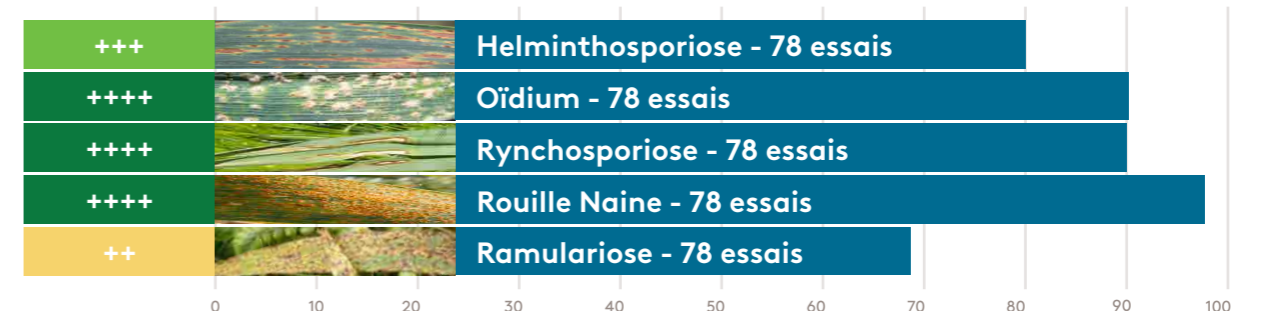 +++ Helminthosporiose - 78 essais
++++ Oïdium - 78 essais
++++ Rynchosporiose - 78 essais
++++ Rouille Naine - 78 essais
++ Ramulariose - 78 essais
0 10 20 30 40 50 60 70 80 90 100